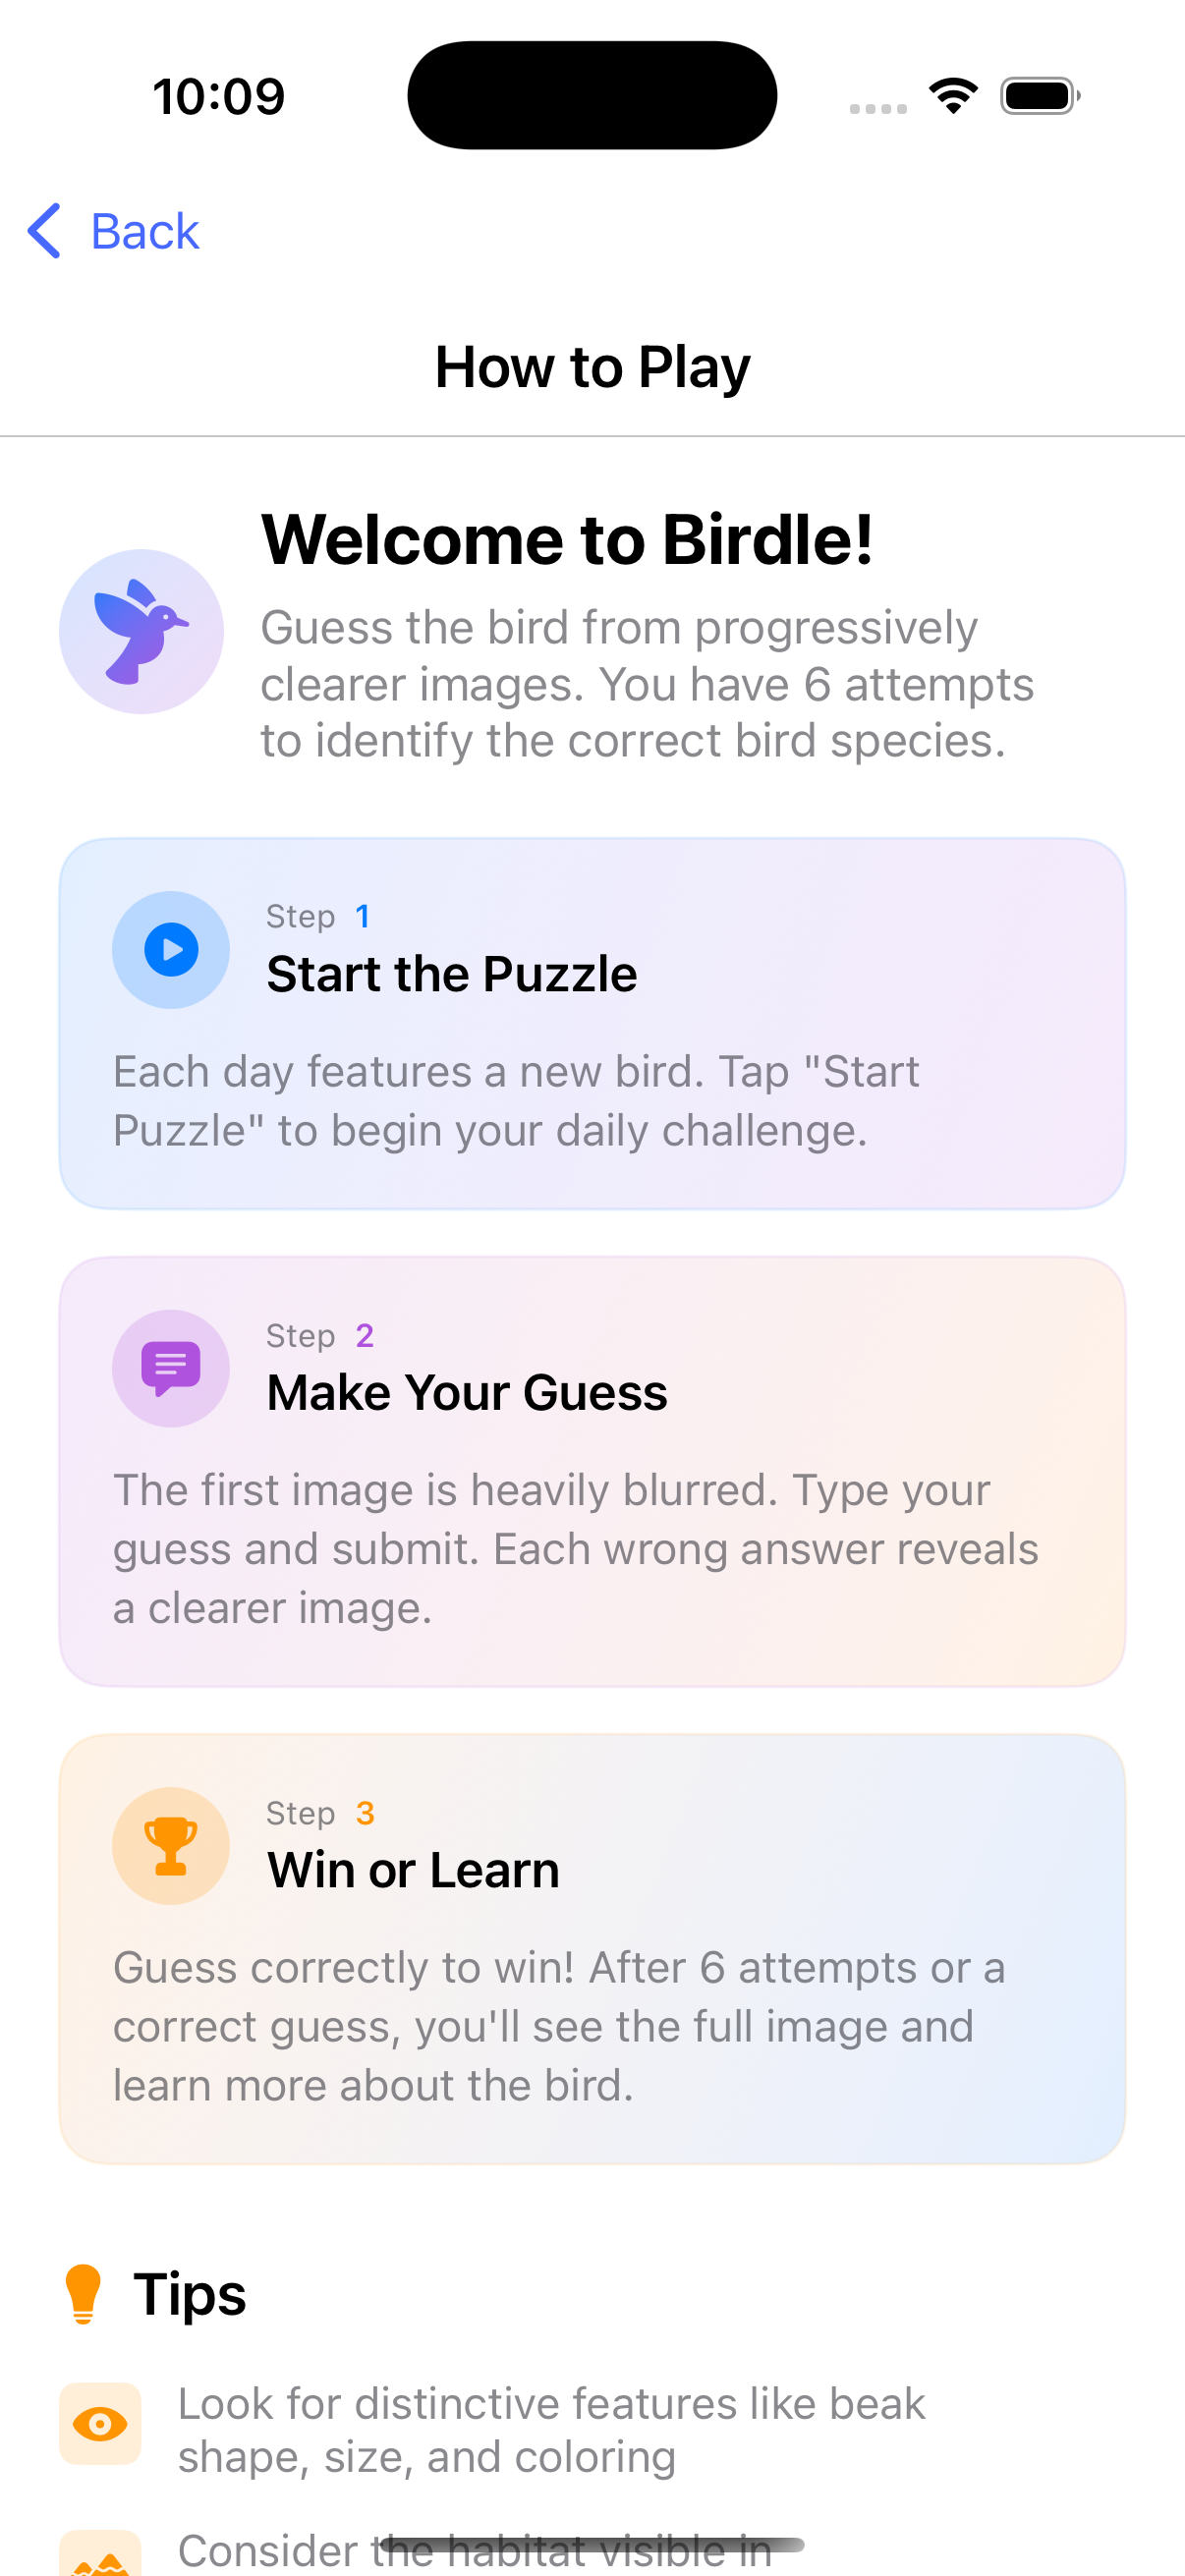 10:09
Back
How to Play
Welcome to Birdle!
Guess the bird from progressively
clearer images. You have 6 attempts
to identify the correct bird species.
Step 1
Start the Puzzle
Each day features a new bird. Tap "Start
Puzzle" to begin your daily challenge.
Step 2
Make Your Guess
The first image is heavily blurred. Type your
guess and submit. Each wrong answer reveals
a clearer image.
Step 3
Win or Learn
Guess correctly to win! After 6 attempts or a
correct guess, you'll see the full image and
learn more about the bird.
Tips
Look for distinctive features like beak
shape, size, and coloring
Consider the habitat visible in